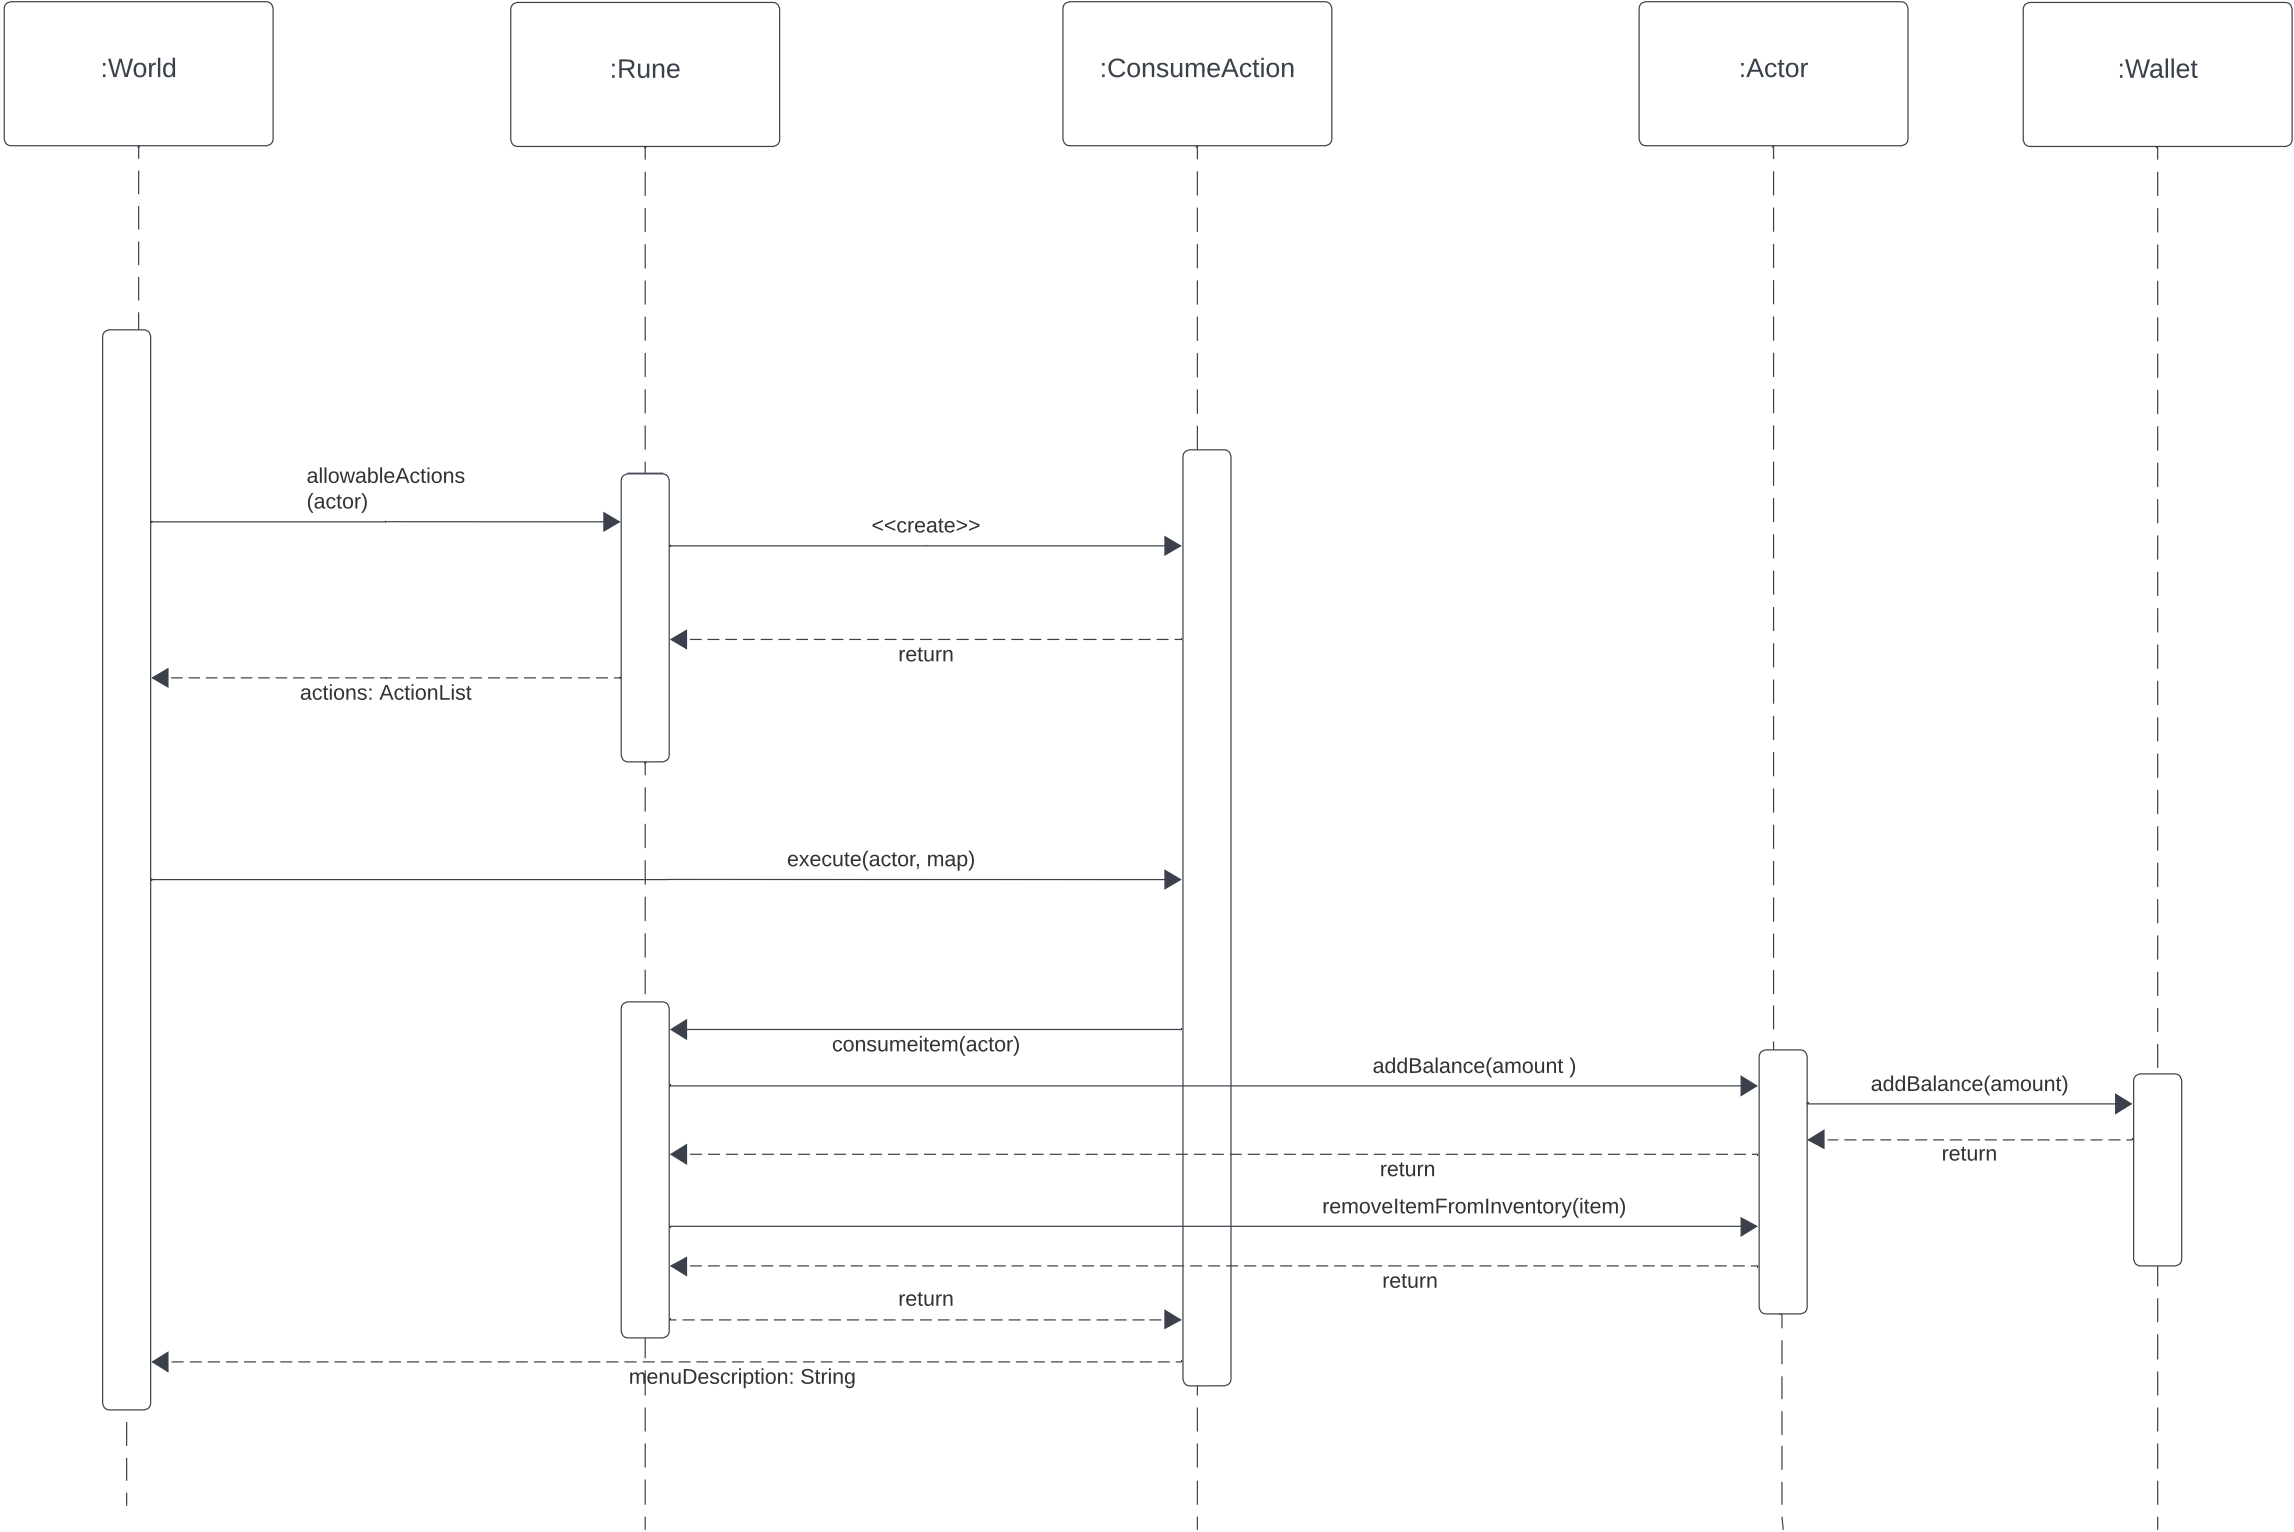 :World
:Rune
:ConsumeAction
:Actor
:Wallet
allowableActions
(actor)
<<create>>
return
actions: ActionList
execute(actor, map)
consumeitem(actor)
addBalance(amount )
addBalance(amount)
return
return
removeItemFromInventory(item)
return
return
menuDescription: String